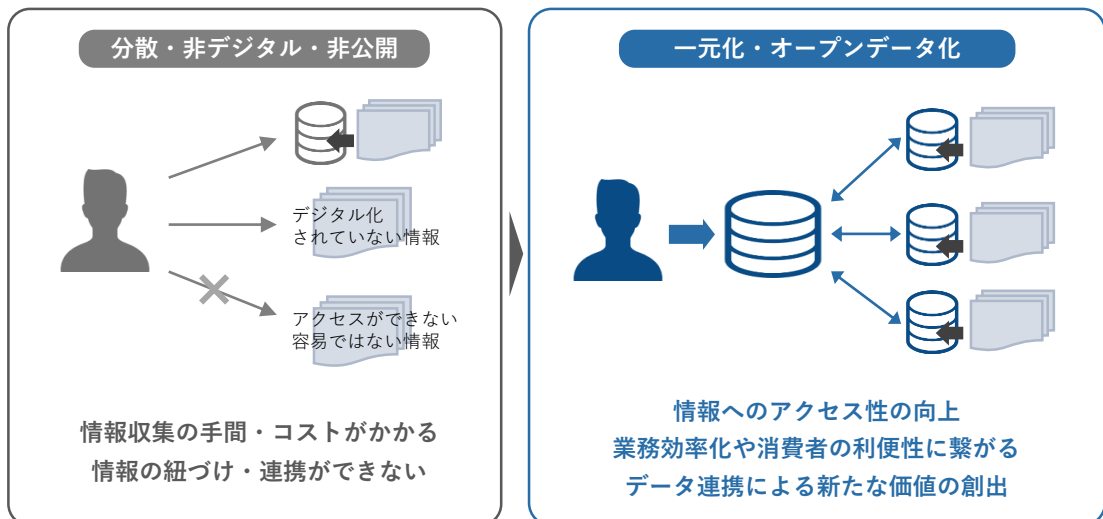 分散・非デジタル・非公開
デジタル化
されていない情報
アクセスができない
容易ではない情報
情報収集の手間・コストがかかる
情報の紐づけ・連携ができない
一元化・オープンデータ化
情報へのアクセス性の向上
業務効率化や消費者の利便性に繋がる
データ連携による新たな価値の創出